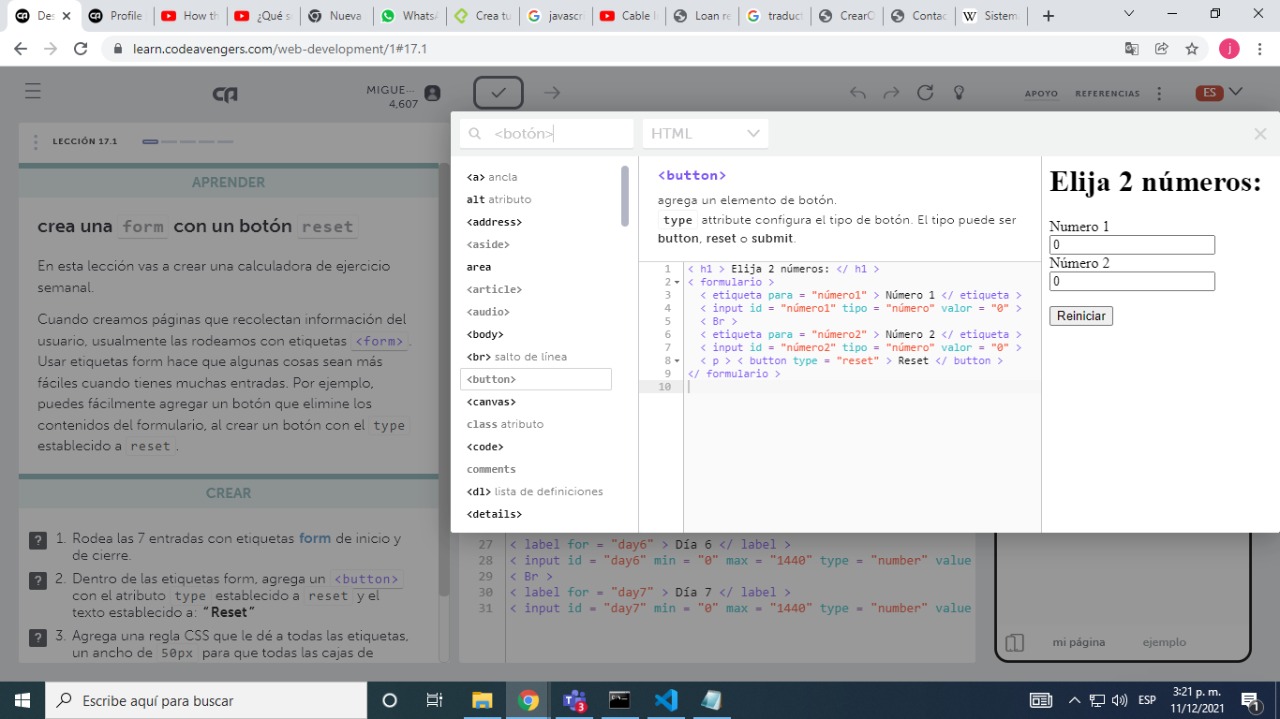 Des
Profile
How th
¿Qué s
Nueva
WhatsA
Crea tu
javascri
Cable I
Loan re
traduct
CrearO
Contac
Sistem
learn.codeavengers.com/web-development/1#17.1
j
MIGUE...
4,607
APOYO
REFERENCIAS
ES
LECCIÓN 17.1
APRENDER
crea una form con un botón reset
En esta lección vas a crear una calculadora de ejercicio
semanal.
Cuando creamos páginas que recolectan información del
usuario, usualmente las rodeamos con etiquetas <form>.
Usar etiquetas form hace que algunas cosas sean más
fáciles cuando tienes muchas entradas. Por ejemplo,
puedes fácilmente agregar un botón que elimine los
contenidos del formulario, al crear un botón con el type
establecido a reset.
CREAR
? 1. Rodea las 7 entradas con etiquetas form de inicio y
de cierre.
? 2. Dentro de las etiquetas form, agrega un <button>
con el atributo type establecido a reset y el
texto establecido a: “Reset”
? 3. Agrega una regla CSS que le dé a todas las etiquetas,
un ancho de 50px para que todas las cajas de
<botón>
HTML
<a> ancla
alt atributo
<address>
<aside>
area
<article>
<audio>
<body>
<br> salto de línea
<button>
<canvas>
class atributo
<code>
comments
<dl> lista de definiciones
<details>
<button>
agrega un elemento de botón.
type attribute configura el tipo de botón. El tipo puede ser
button, reset o submit.
1 < h1 > Elija 2 números: </ h1 >
2 < formulario >
3 < etiqueta para = "número1" > Número 1 </ etiqueta >
4 < input id = "número1" tipo = "número" valor = "0" >
5 < Br >
6 < etiqueta para = "número2" > Número 2 </ etiqueta >
7 < input id = "número2" tipo = "número" valor = "0" >
8 < p > < button type = "reset" > Reset </ button >
9 </ formulario >
10
Elija 2 números:
Numero 1
0
Número 2
0
Reiniciar
27 < label for = "day6" > Día 6 </ label >
28 < input id = "day6" min = "0" max = "1440" type = "number" value
29 < Br >
30 < label for = "day7" > Día 7 </ label >
31 < input id = "day7" min = "0" max = "1440" type = "number" value
mi página
ejemplo
Escribe aquí para buscar
3
ESP
3:21 p. m.
11/12/2021
1